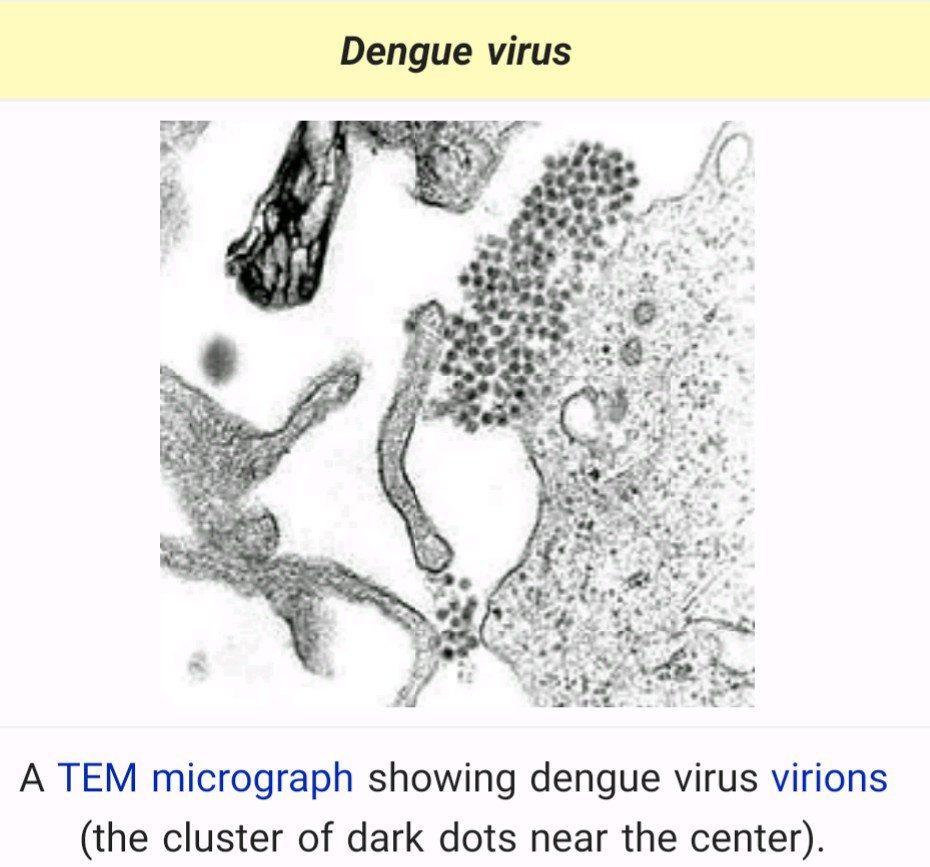 Dengue virus
A TEM micrograph showing dengue virus virions
(the cluster of dark dots near the center).